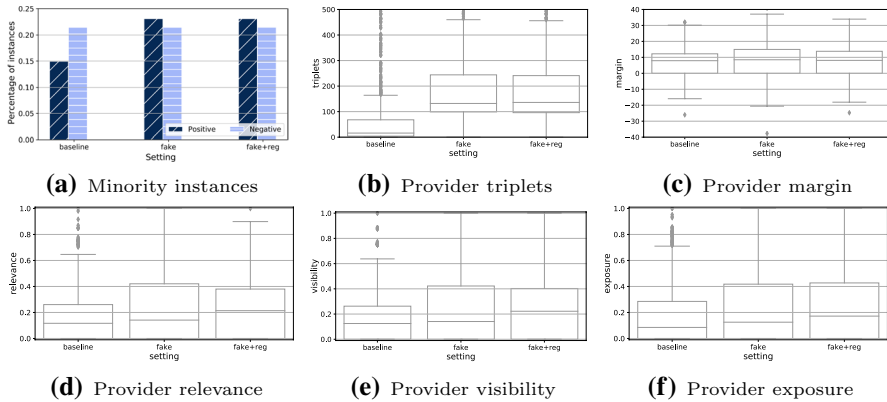 Percentage of instances
0.25
0.20
0.15
0.10
0.05
0.00
Positive
Negative
baseline
fake
fake+reg
Setting
(a) Minority instances
triplets
500
400
300
200
100
0
baseline
fake
fake+reg
setting
(b) Provider triplets
margin
40
30
20
10
0
−10
−20
−30
−40
baseline
fake
fake+reg
setting
(c) Provider margin
relevance
1.0
0.8
0.6
0.4
0.2
0.0
baseline
fake
fake+reg
setting
(d) Provider relevance
visibility
1.0
0.8
0.6
0.4
0.2
0.0
baseline
fake
fake+reg
setting
(e) Provider visibility
exposure
1.0
0.8
0.6
0.4
0.2
0.0
baseline
fake
fake+reg
setting
(f) Provider exposure